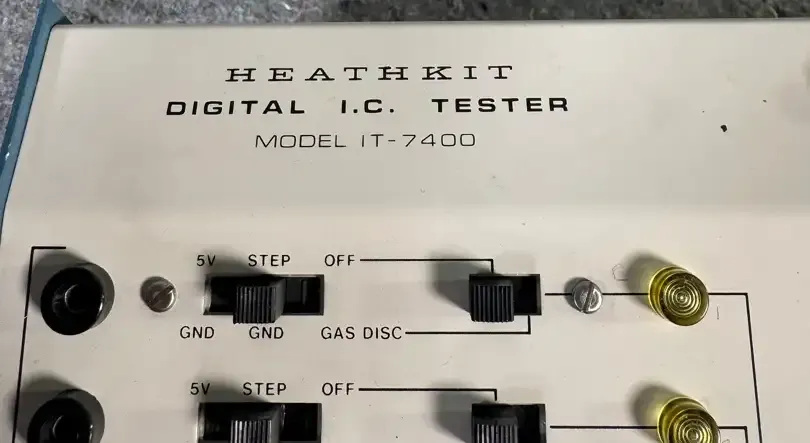 HEATHKIT
DIGITAL I.C. TESTER
MODEL IT-7400
5V STEP OFF
GND GND GAS DISC
5V STEP OFF